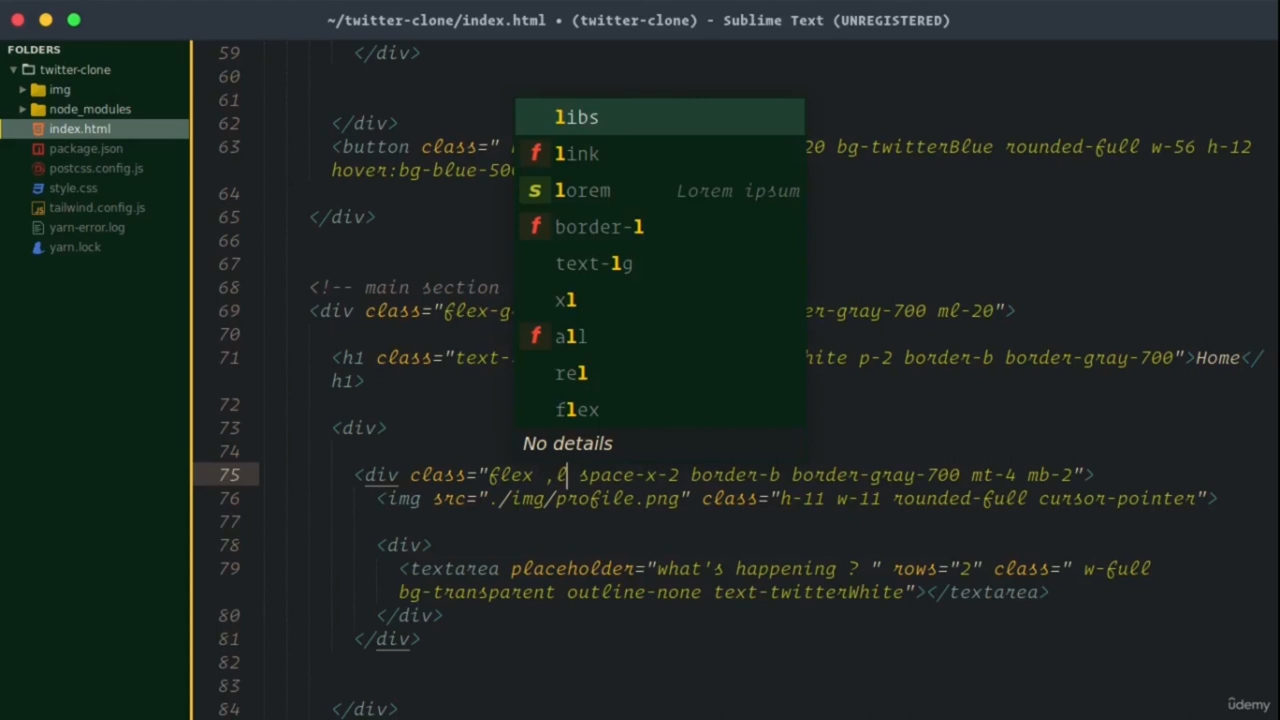 ~/twitter-clone/index.html • (twitter-clone) - Sublime Text (UNREGISTERED)
FOLDERS
twitter-clone
img
node_modules
index.html
package.json
postcss.config.js
style.css
tailwind.config.js
yarn-error.log
yarn.lock
59 </div>
60
61
62 </div>
63 <button class=" 20 bg-twitterBlue rounded-full w-56 h-12
hover:bg-blue-50
64
65 </div>
66
67
68 <!-- main section
69 <div class="flex-g er-gray-700 ml-20">
70
71 <h1 class="text- hite p-2 border-b border-gray-700">Home</
h1>
72
73 <div>
74
75 <div class="flex ,l space-x-2 border-b border-gray-700 mt-4 mb-2">
76 <img src="./img/profile.png" class="h-11 w-11 rounded-full cursor-pointer">
77
78 <div>
79 <textarea placeholder="what's happening ? " rows="2" class=" w-full
bg-transparent outline-none text-twitterWhite"></textarea>
80 </div>
81 </div>
82
83
84 </div>
libs
f link
s lorem Lorem ipsum
f border-l
text-lg
xl
f all
rel
flex
No details
ûdemy